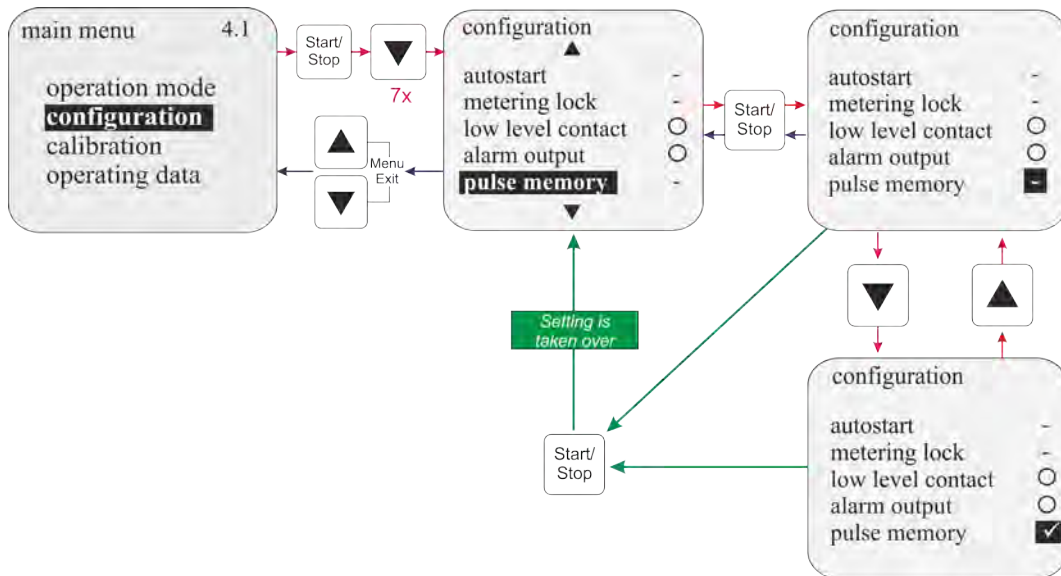 main menu 4.1
operation mode
configuration
calibration
operating data
Start/
Stop
7x
Menu
Exit
configuration
autostart -
metering lock -
low level contact
alarm output
pulse memory -
Start/
Stop
configuration
autostart -
metering lock -
low level contact
alarm output
pulse memory -
Setting is
taken over
Start/
Stop
configuration
autostart -
metering lock -
low level contact
alarm output
pulse memory ✓